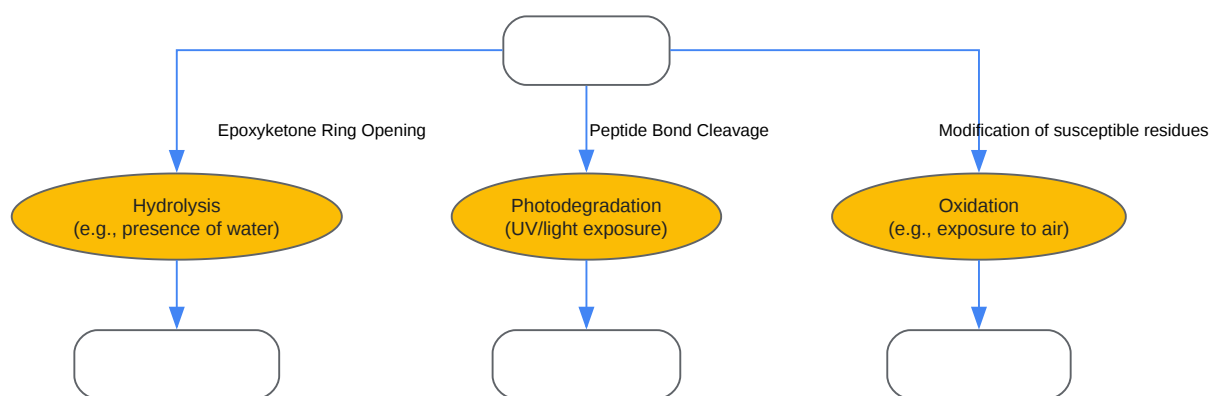 Epoxyketone Ring Opening
Peptide Bond Cleavage
Modification of susceptible residues
Hydrolysis
(e.g., presence of water)
Photodegradation
(UV/light exposure)
Oxidation
(e.g., exposure to air)